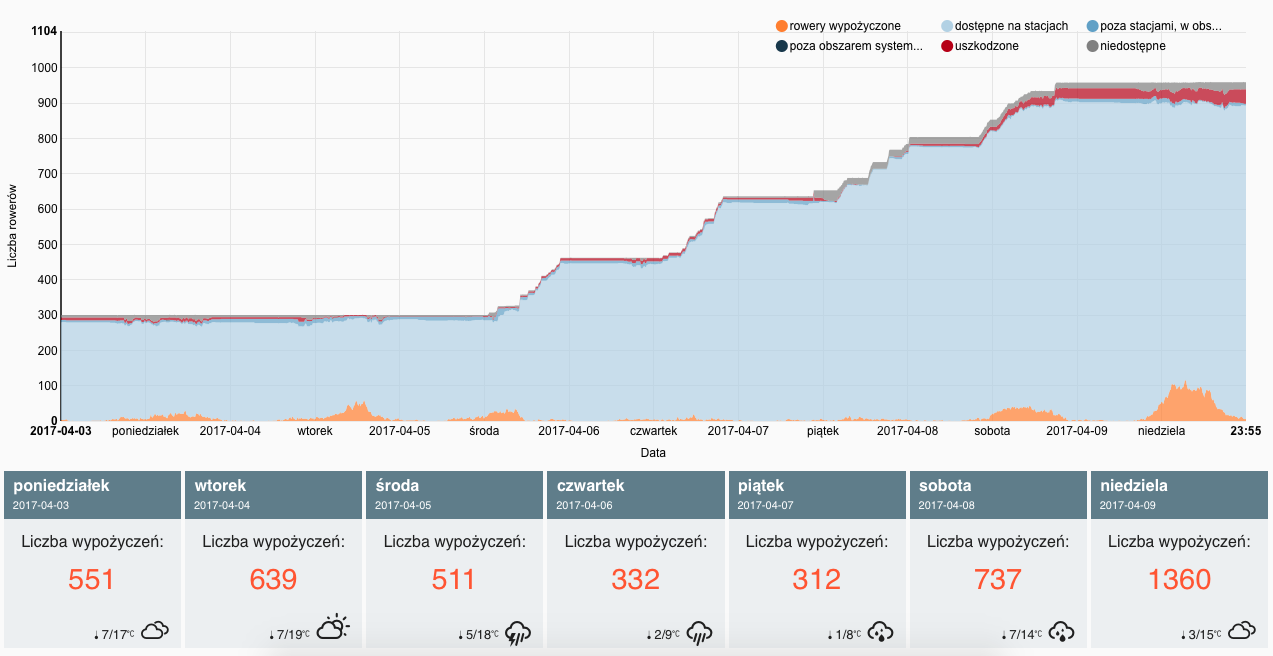 rowery wypożyczone dostępne na stacjach poza stacjami, w obs...
poza obszarem system... uszkodzone niedostępne
1104
1000
900
800
700
600
500
400
300
200
100
0
Liczba rowerów
2017-04-03 poniedziałek 2017-04-04 wtorek 2017-04-05 środa 2017-04-06 czwartek 2017-04-07 piątek 2017-04-08 sobota 2017-04-09 niedziela 23:55
Data
poniedziałek wtorek środa czwartek piątek sobota niedziela
2017-04-03 2017-04-04 2017-04-05 2017-04-06 2017-04-07 2017-04-08 2017-04-09
Liczba wypożyczeń: Liczba wypożyczeń: Liczba wypożyczeń: Liczba wypożyczeń: Liczba wypożyczeń: Liczba wypożyczeń: Liczba wypożyczeń:
551 639 511 332 312 737 1360
7/17°C 7/19°C 5/18°C 2/9°C 1/8°C 7/14°C 3/15°C